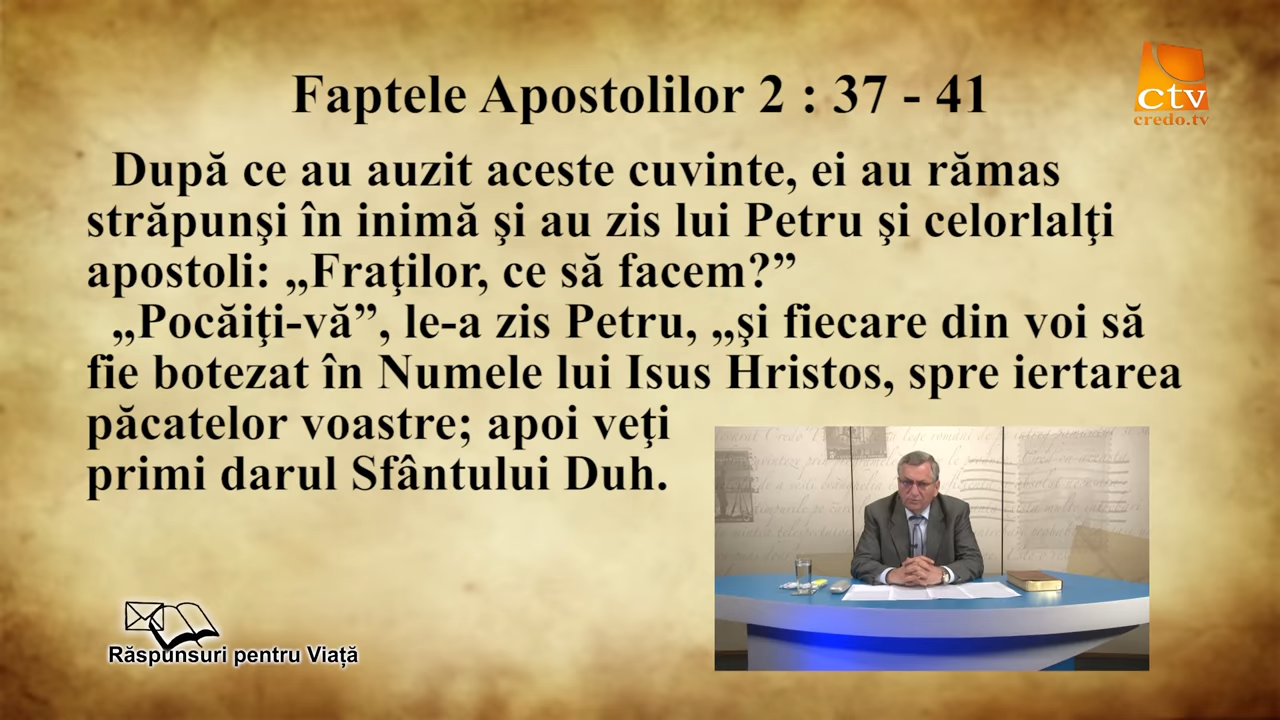 Faptele Apostolilor 2 : 37 - 41
ctv
credo.tv
După ce au auzit aceste cuvinte, ei au rămas
străpunşi în inimă şi au zis lui Petru şi celorlalţi
apostoli: „Fraţilor, ce să facem?”
„Pocăiţi-vă”, le-a zis Petru, „şi fiecare din voi să
fie botezat în Numele lui Isus Hristos, spre iertarea
păcatelor voastre; apoi veţi
primi darul Sfântului Duh.
Răspunsuri pentru Viaţă